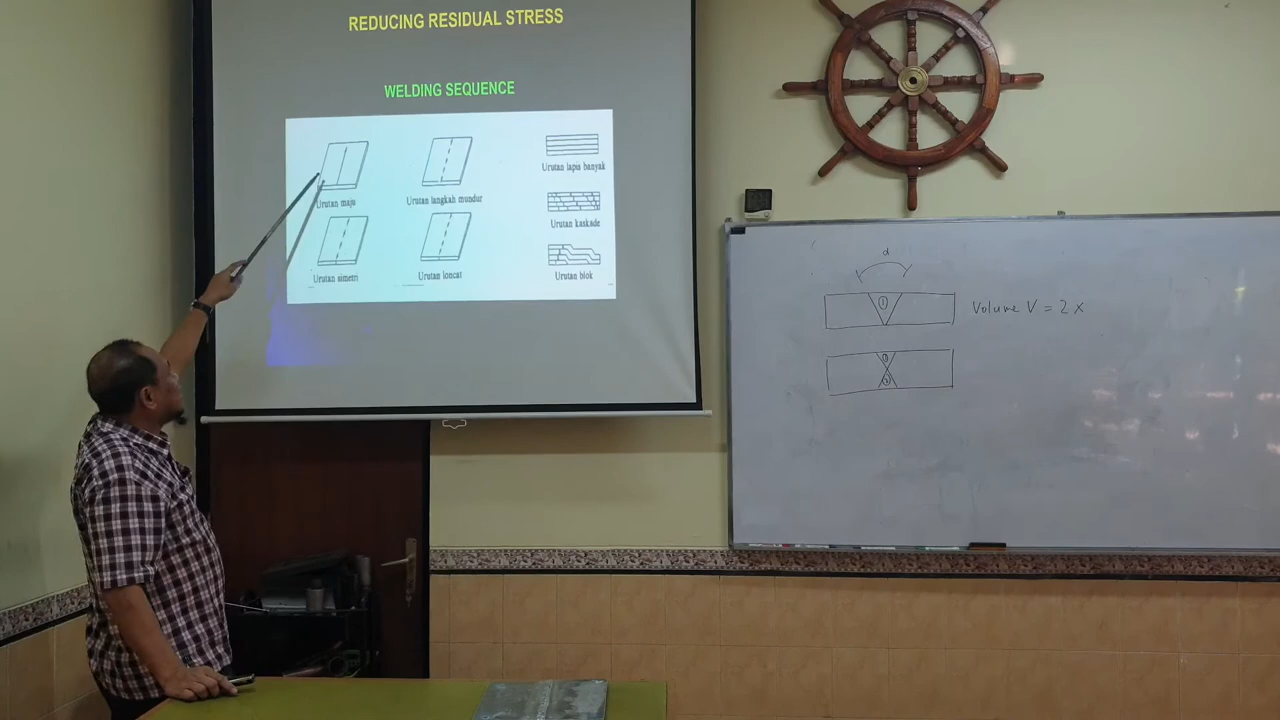 REDUCING RESIDUAL STRESS
WELDING SEQUENCE
Urutan maju
Urutan langkah mundur
Urutan lapis banyak
Urutan simetri
Urutan loncat
Urutan kaskade
Urutan blok
α
1
Volume V = 2 x